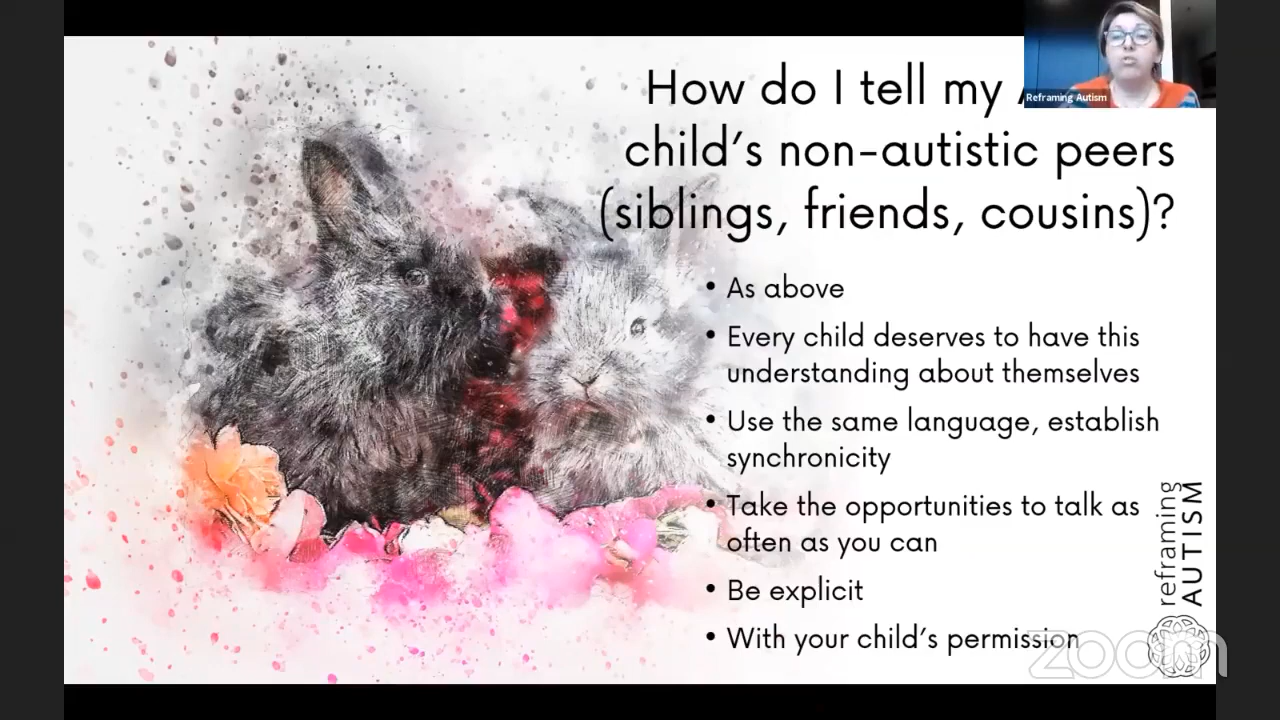 How do I tell my
child's non-autistic peers
(siblings, friends, cousins)?
Reframing Autism
• As above
• Every child deserves to have this
understanding about themselves
• Use the same language, establish
synchronicity
• Take the opportunities to talk as
often as you can
• Be explicit
• With your child's permission
reframing
AUTISM
zoom